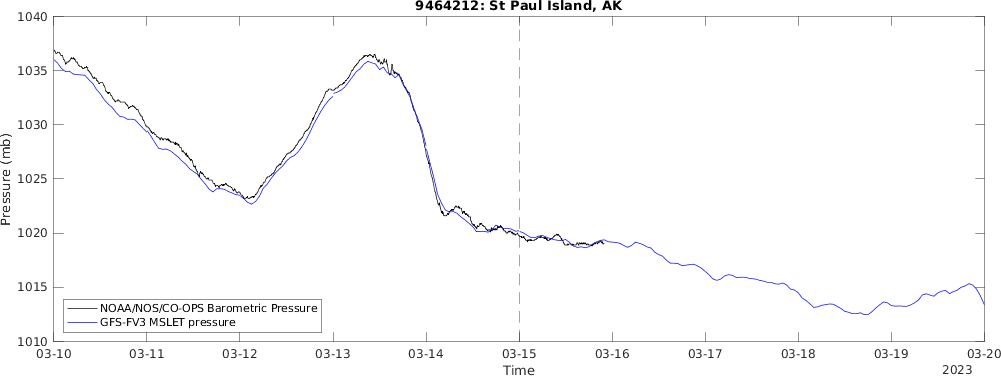 9464212: St Paul Island, AK
Pressure (mb)
1040
1035
1030
1025
1020
1015
1010
NOAA/NOS/CO-OPS Barometric Pressure
GFS-FV3 MSLET pressure
03-10 03-11 03-12 03-13 03-14 03-15 03-16 03-17 03-18 03-19 03-20
Time
2023